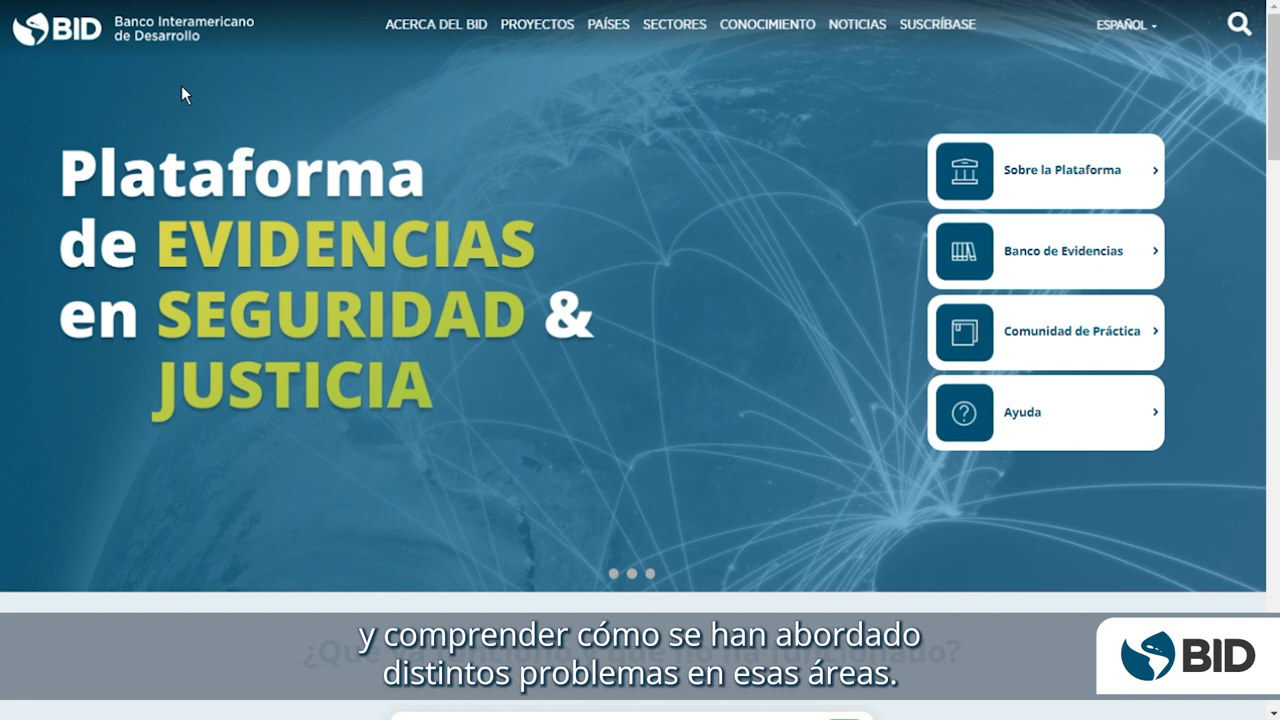 BID
Banco Interamericano
de Desarrollo
ACERCA DEL BID PROYECTOS PAÍSES SECTORES CONOCIMIENTO NOTICIAS SUSCRÍBASE
ESPAÑOL
Plataforma
de EVIDENCIAS
en SEGURIDAD &
JUSTICIA
Sobre la Plataforma
Banco de Evidencias
Comunidad de Práctica
Ayuda
y comprender cómo se han abordado
distintos problemas en esas áreas.
BID